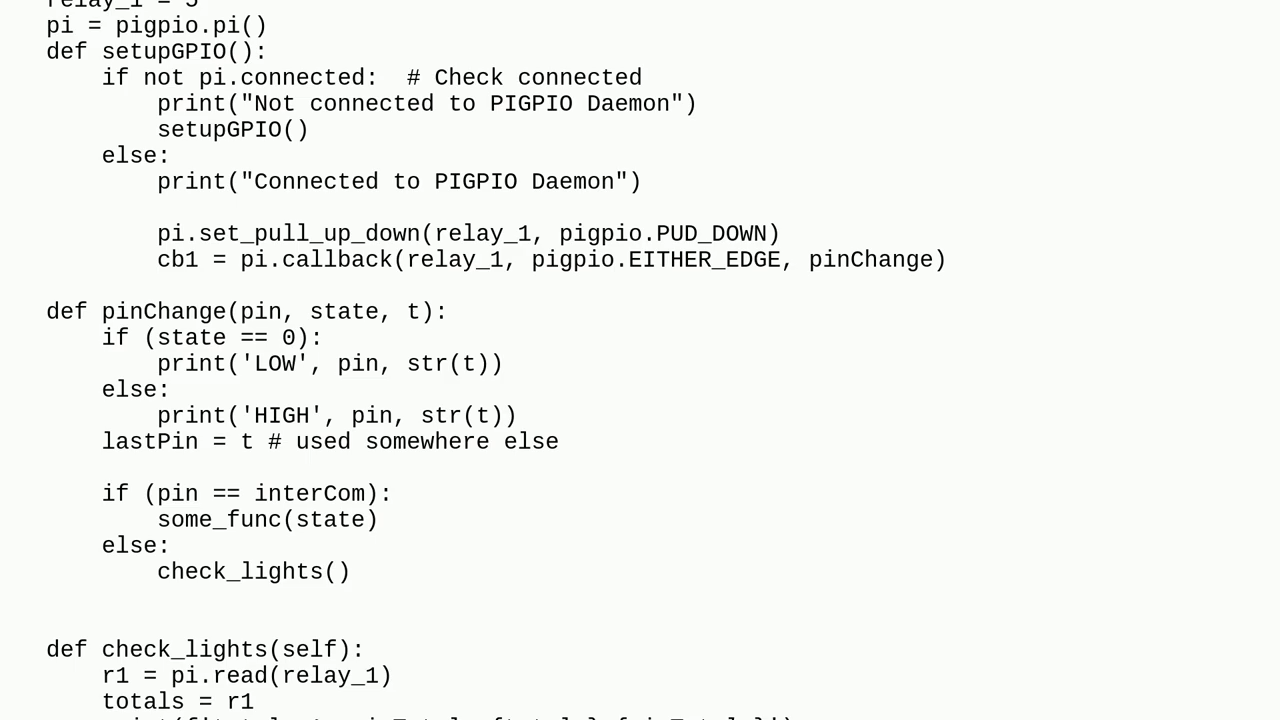 relay_1 = 5
pi = pigpio.pi()
def setupGPIO():
    if not pi.connected:  # Check connected
        print("Not connected to PIGPIO Daemon")
        setupGPIO()
    else:
        print("Connected to PIGPIO Daemon")

        pi.set_pull_up_down(relay_1, pigpio.PUD_DOWN)
        cb1 = pi.callback(relay_1, pigpio.EITHER_EDGE, pinChange)

def pinChange(pin, state, t):
    if (state == 0):
        print('LOW', pin, str(t))
    else:
        print('HIGH', pin, str(t))
    lastPin = t # used somewhere else

    if (pin == interCom):
        some_func(state)
    else:
        check_lights()

def check_lights(self):
    r1 = pi.read(relay_1)
    totals = r1